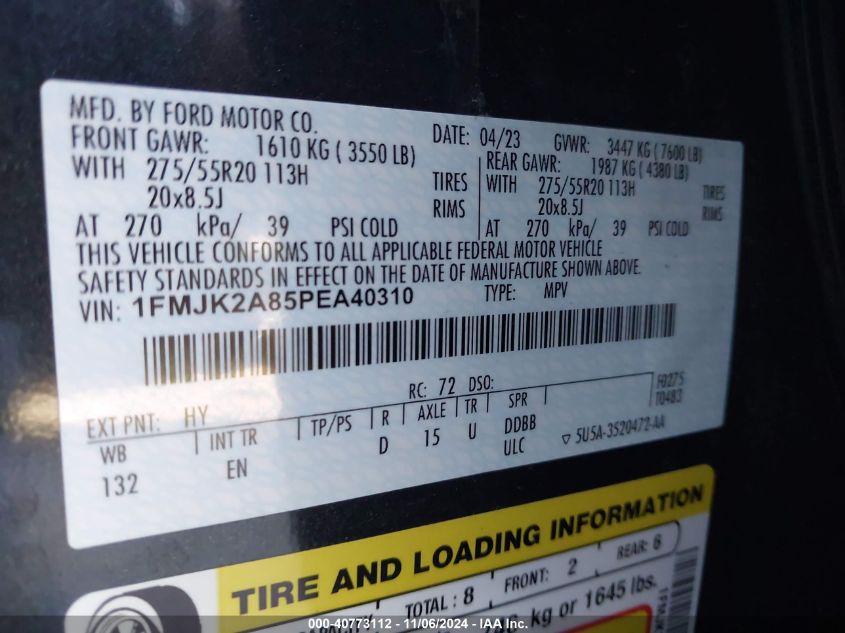 MFD. BY FORD MOTOR CO.
DATE: 04/23 GVWR: 3447 KG (7600 LB)
FRONT GAWR: 1610 KG (3550 LB) REAR GAWR: 1987 KG (4380 LB)
WITH 275/55R20 113H TIRES WITH 275/55R20 113H TIRES
20x8.5J RIMS 20x8.5J RIMS
AT 270 kPa/ 39 PSI COLD AT 270 kPa/ 39 PSI COLD
THIS VEHICLE CONFORMS TO ALL APPLICABLE FEDERAL MOTOR VEHICLE
SAFETY STANDARDS IN EFFECT ON THE DATE OF MANUFACTURE SHOWN ABOVE.
VIN: 1FMJK2A85PEA40310 TYPE: MPV
EXT PNT: HY RC: 72 DSO: F0275
T0483
WB INT TR TP/PS R AXLE TR SPR
132 EN D 15 U DDBB
ULC ▽ 5U5A-3520472-AA
TIRE AND LOADING INFORMATION
TOTAL : 8 FRONT: 2 REAR: 6
kg or 1645 lbs.
000-40773112 - 11/06/2024 - IAA Inc.